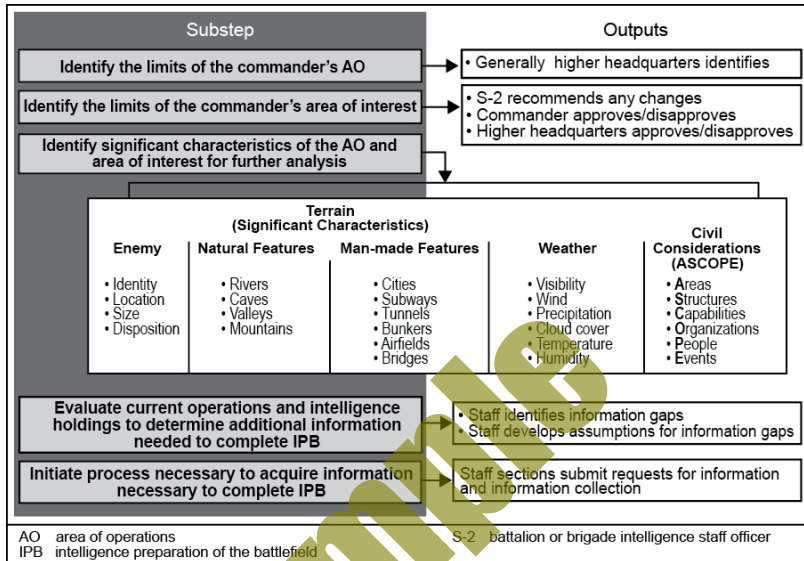 Substep
Outputs
Identify the limits of the commander's AO
• Generally higher headquarters identifies
Identify the limits of the commander's area of interest
• S-2 recommends any changes
• Commander approves/disapproves
• Higher headquarters approves/disapproves
Identify significant characteristics of the AO and
area of interest for further analysis
Terrain
(Significant Characteristics)
Enemy
• Identity
• Location
• Size
• Disposition
Natural Features
• Rivers
• Caves
• Valleys
• Mountains
Man-made Features
• Cities
• Subways
• Tunnels
• Bunkers
• Airfields
• Bridges
Weather
• Visibility
• Wind
• Precipitation
• Cloud cover
• Temperature
• Humidity
Civil
Considerations
(ASCOPE)
• Areas
• Structures
• Capabilities
• Organizations
• People
• Events
Evaluate current operations and intelligence
holdings to determine additional information
needed to complete IPB
• Staff identifies information gaps
• Staff develops assumptions for information gaps
Initiate process necessary to acquire information
necessary to complete IPB
Staff sections submit requests for information
and information collection
AO area of operations
IPB intelligence preparation of the battlefield
S-2 battalion or brigade intelligence staff officer